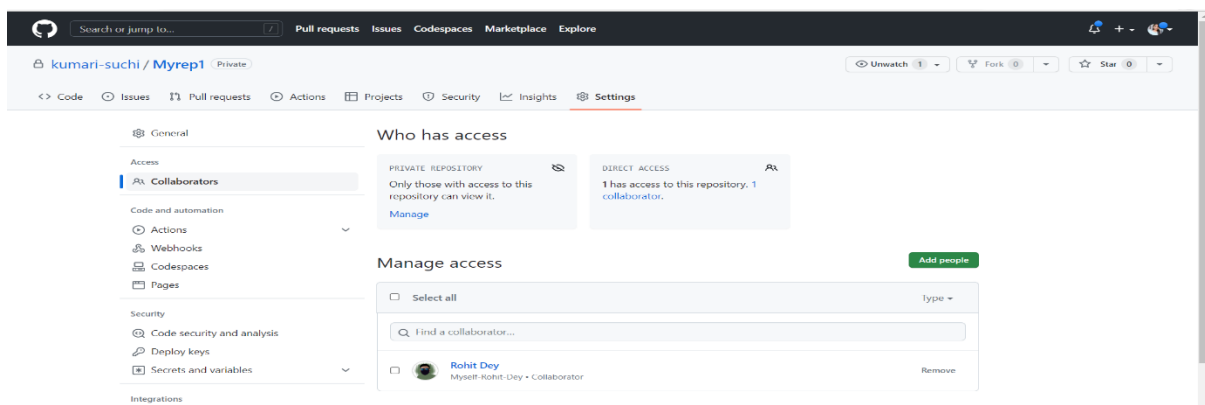 Search or jump to... / Pull requests Issues Codespaces Marketplace Explore
kumari-suchi / Myrep1 Private Unwatch 1 Fork 0 Star 0
Code Issues Pull requests Actions Projects Security Insights Settings
General
Access
Collaborators
Code and automation
Actions
Webhooks
Codespaces
Pages
Security
Code security and analysis
Deploy keys
Secrets and variables
Integrations
Who has access
PRIVATE REPOSITORY
Only those with access to this
repository can view it.
Manage
DIRECT ACCESS
1 has access to this repository. 1
collaborator.
Manage access Add people
Select all Type
Find a collaborator...
Rohit Dey
Myself-Rohit-Dey • Collaborator Remove